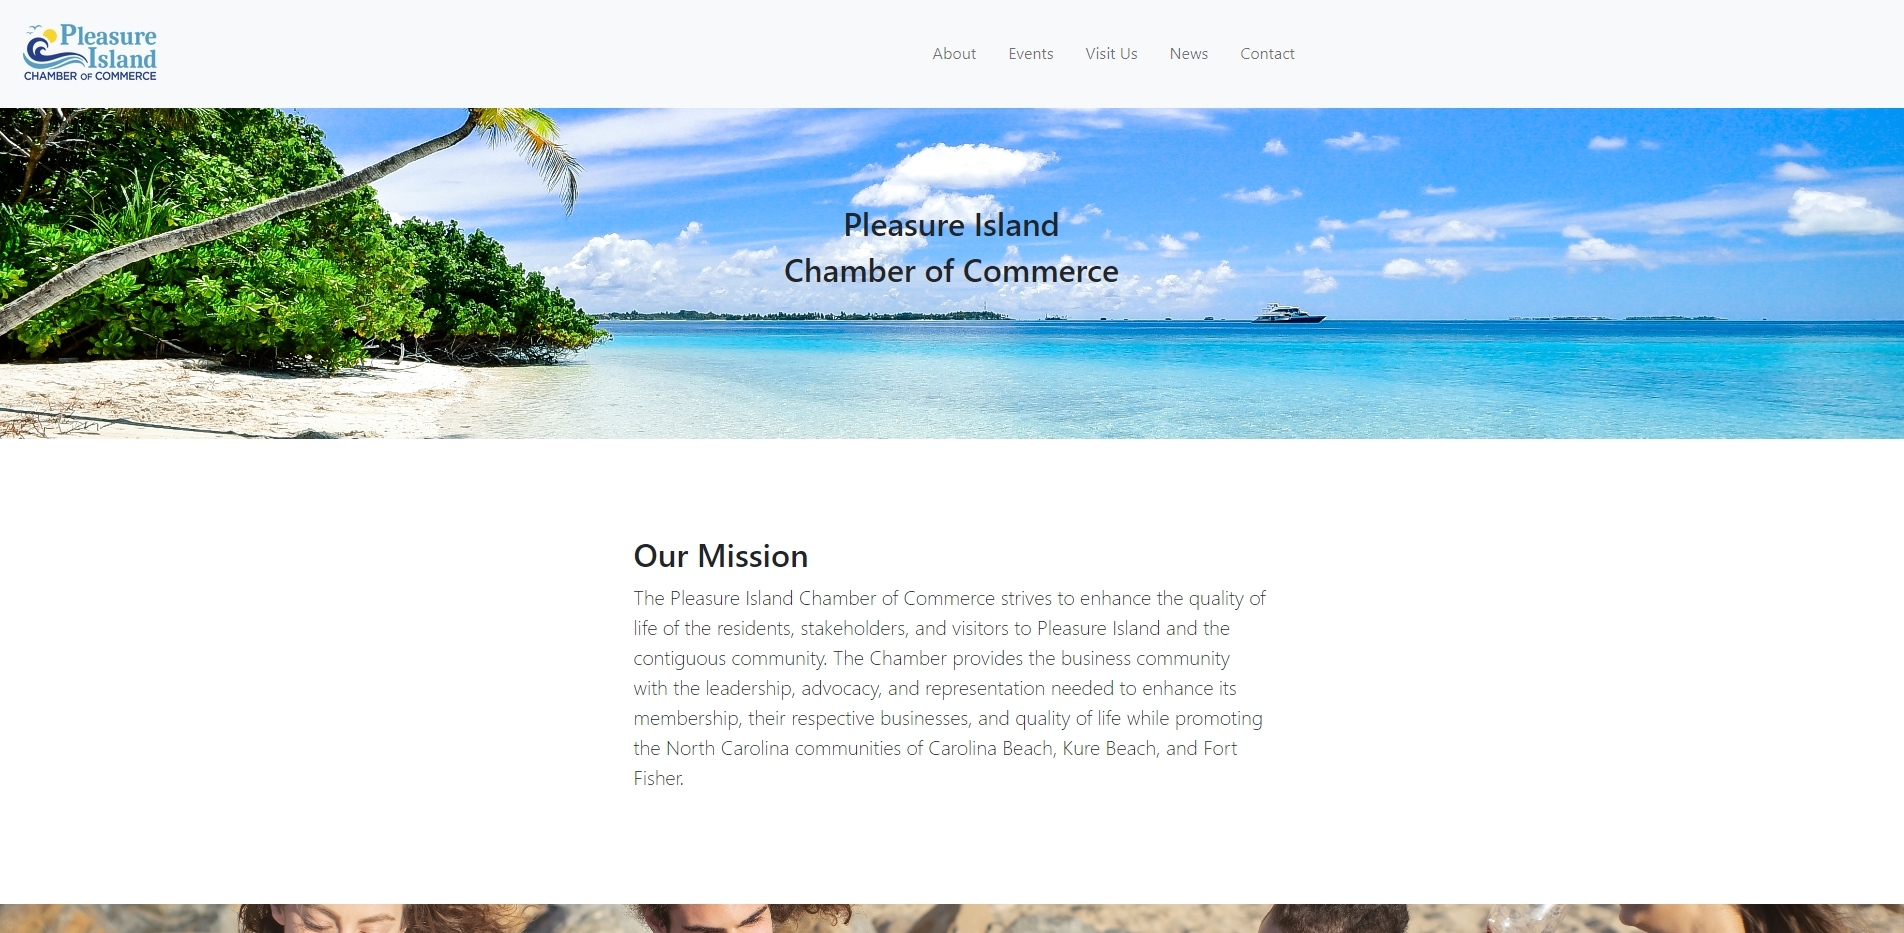 Pleasure
Island
CHAMBER OF COMMERCE
About Events Visit Us News Contact
Pleasure Island
Chamber of Commerce
Our Mission
The Pleasure Island Chamber of Commerce strives to enhance the quality of
life of the residents, stakeholders, and visitors to Pleasure Island and the
contiguous community. The Chamber provides the business community
with the leadership, advocacy, and representation needed to enhance its
membership, their respective businesses, and quality of life while promoting
the North Carolina communities of Carolina Beach, Kure Beach, and Fort
Fisher.